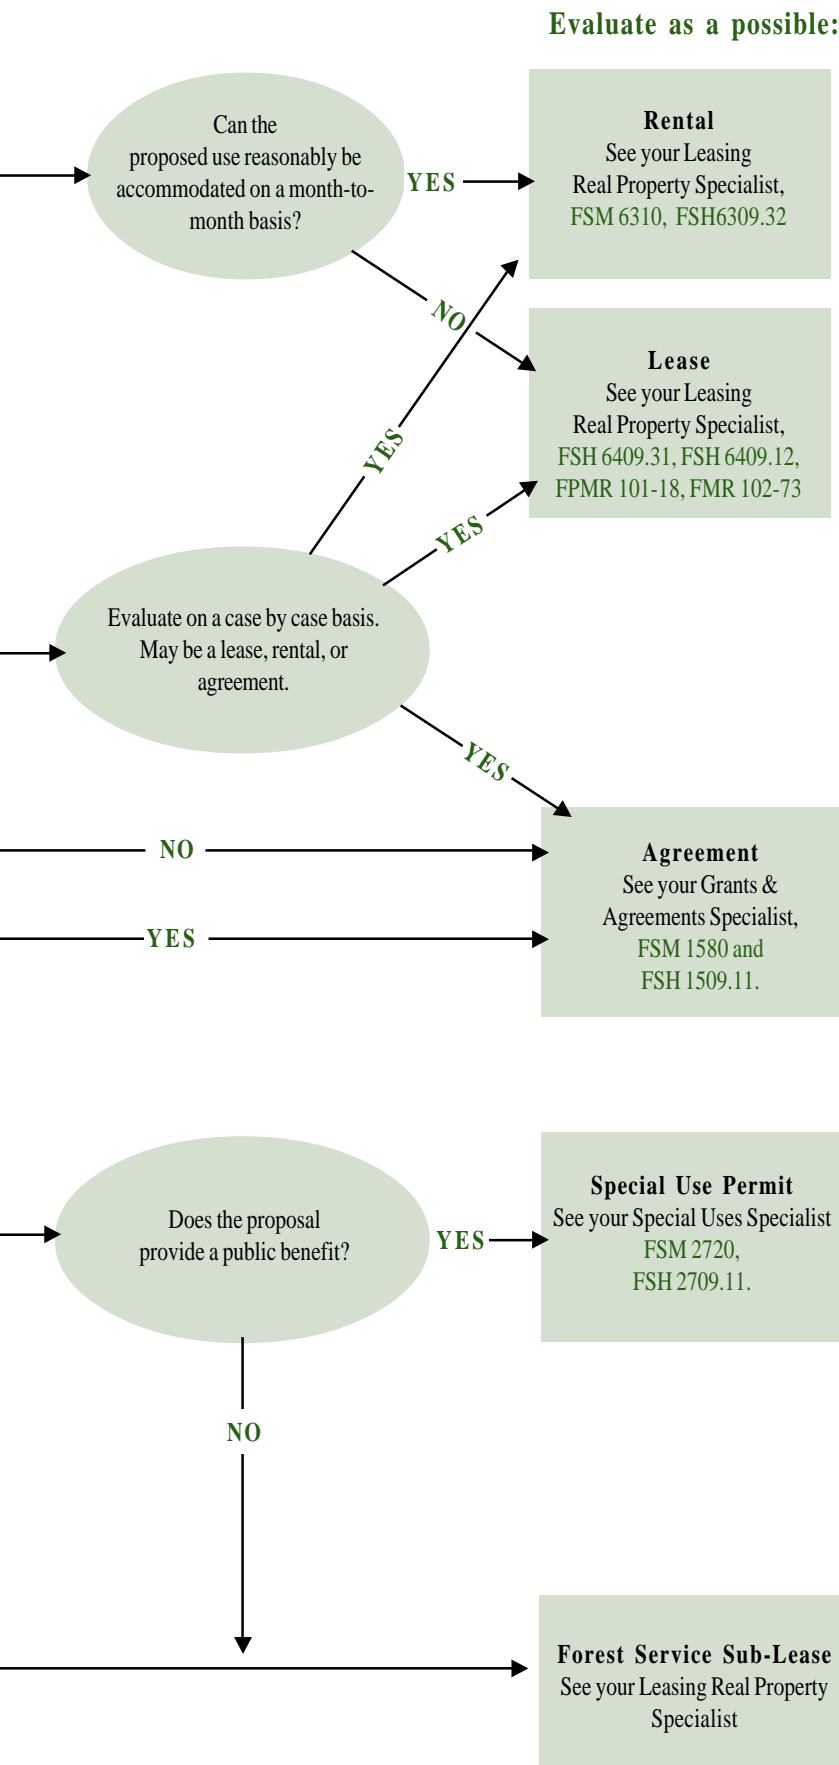 Evaluate as a possible:
Can the
proposed use reasonably be
accommodated on a month-to-
month basis?
YES
Rental
See your Leasing
Real Property Specialist,
FSM 6310, FSH6309.32
NO
Lease
See your Leasing
Real Property Specialist,
FSH 6409.31, FSH 6409.12,
FPMR 101-18, FMR 102-73
YES
YES
Evaluate on a case by case basis.
May be a lease, rental, or
agreement.
YES
NO
YES
Agreement
See your Grants &
Agreements Specialist,
FSM 1580 and
FSH 1509.11.
Does the proposal
provide a public benefit?
YES
Special Use Permit
See your Special Uses Specialist
FSM 2720,
FSH 2709.11.
NO
Forest Service Sub-Lease
See your Leasing Real Property
Specialist